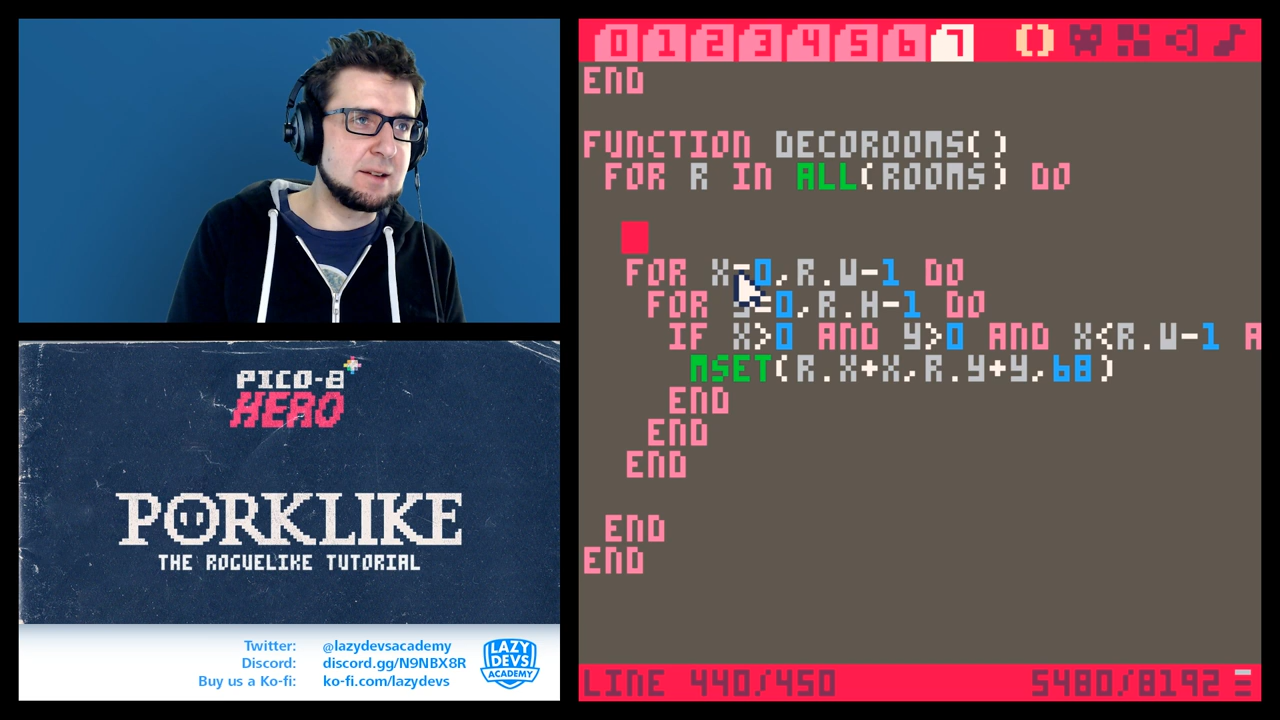 0 1 2 3 4 5 6 7
END
FUNCTION DECOROOMS()
FOR R IN ALL(ROOMS) DO
FOR X=0,R.W-1 DO
FOR Y=0,R.H-1 DO
IF X>0 AND Y>0 AND X<R.W-1 A
MSET(R.X+X,R.Y+Y,68)
END
END
END
END
END
LINE 440/450 5480/8192
PICO-8
HERO
PORKLIKE
THE ROGUELIKE TUTORIAL
Twitter: @lazydevsacademy
Discord: discord.gg/N9NBX8R
Buy us a Ko-fi: ko-fi.com/lazydevs
LAZY
DEVS
ACADEMY